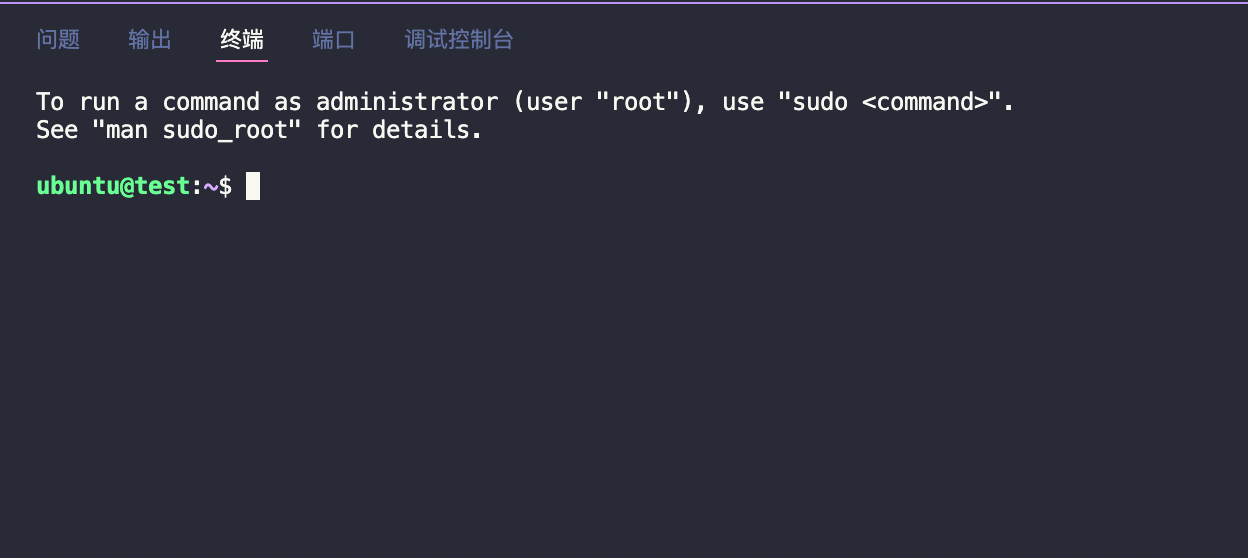 问题 输出 终端 端口 调试控制台
To run a command as administrator (user "root"), use "sudo <command>".
See "man sudo_root" for details.
ubuntu@test:~$